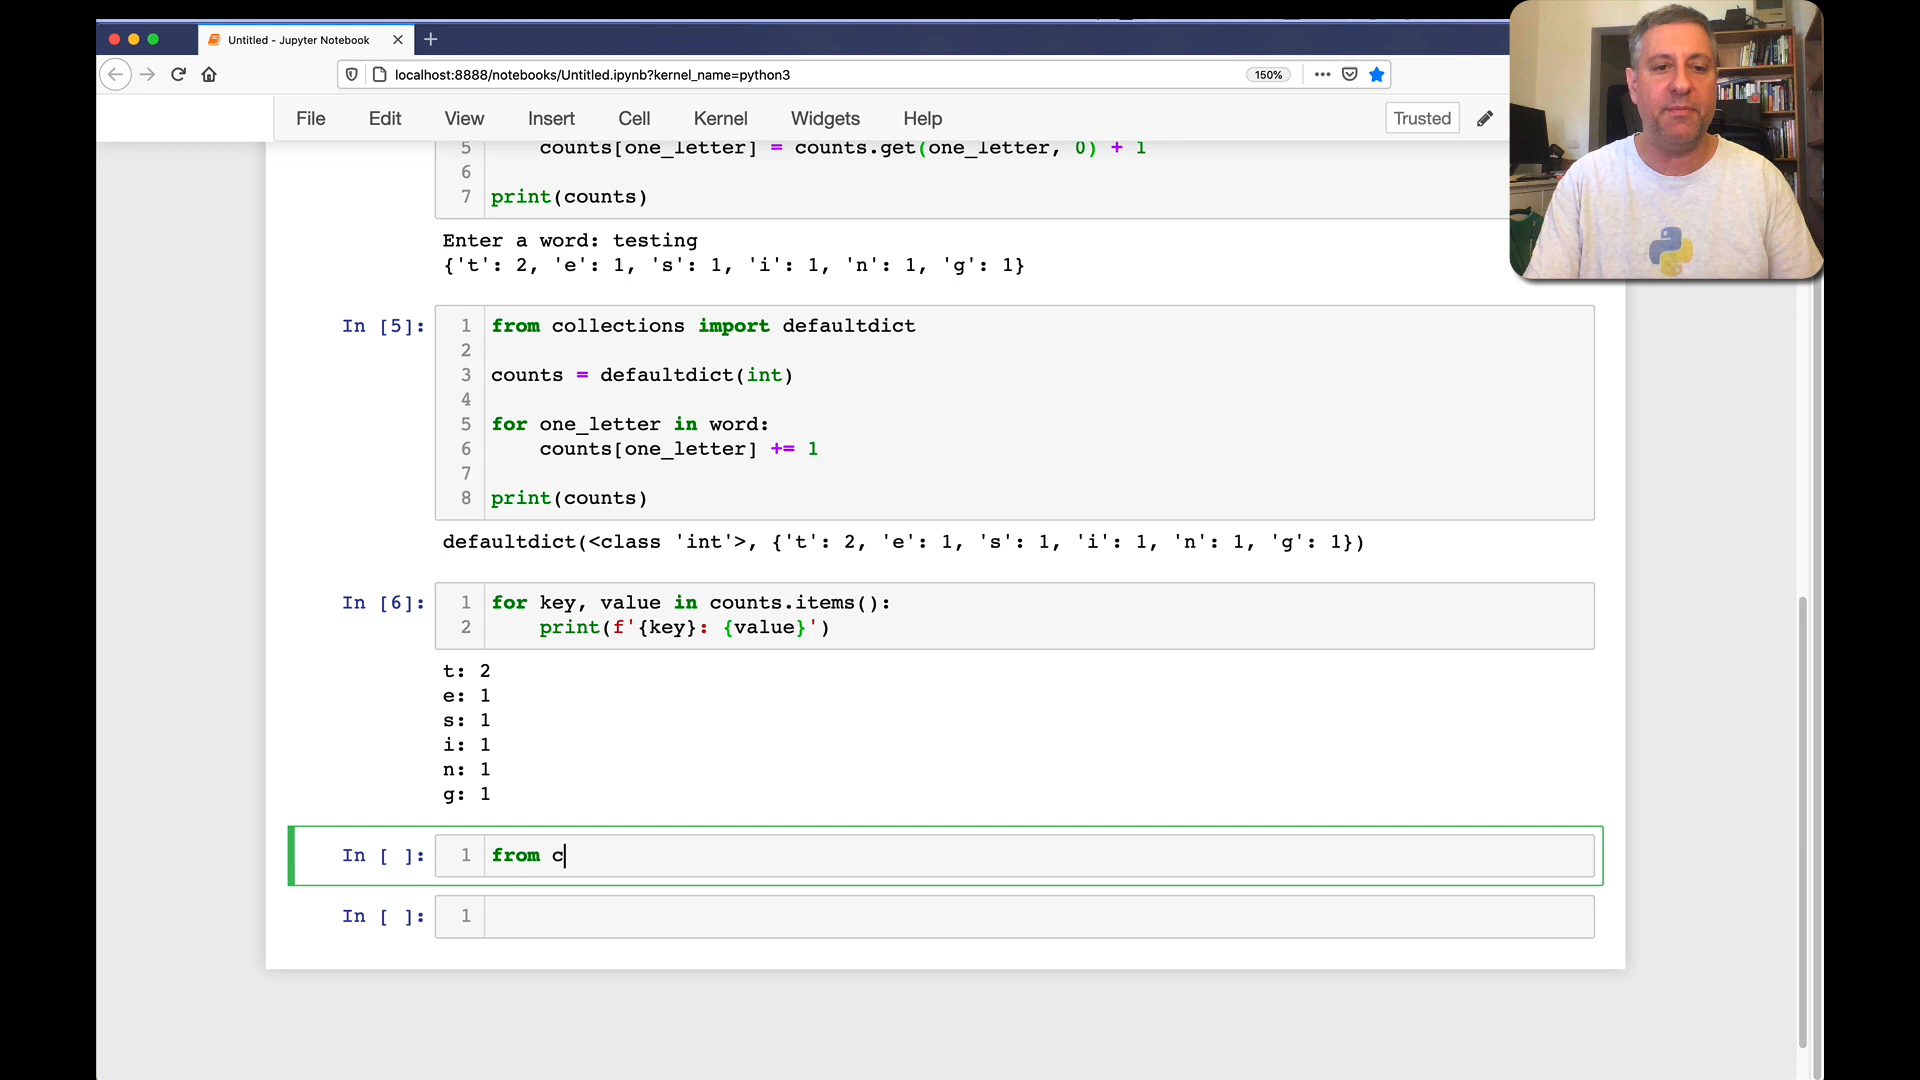 Untitled - Jupyter Notebook
localhost:8888/notebooks/Untitled.ipynb?kernel_name=python3
150%
File Edit View Insert Cell Kernel Widgets Help
Trusted
5 counts[one_letter] = counts.get(one_letter, 0) + 1
6
7 print(counts)
Enter a word: testing
{'t': 2, 'e': 1, 's': 1, 'i': 1, 'n': 1, 'g': 1}
In [5]: 1 from collections import defaultdict
2
3 counts = defaultdict(int)
4
5 for one_letter in word:
6 counts[one_letter] += 1
7
8 print(counts)
defaultdict(<class 'int'>, {'t': 2, 'e': 1, 's': 1, 'i': 1, 'n': 1, 'g': 1})
In [6]: 1 for key, value in counts.items():
2 print(f'{key}: {value}')
t: 2
e: 1
s: 1
i: 1
n: 1
g: 1
In [ ]: 1 from c
In [ ]: 1